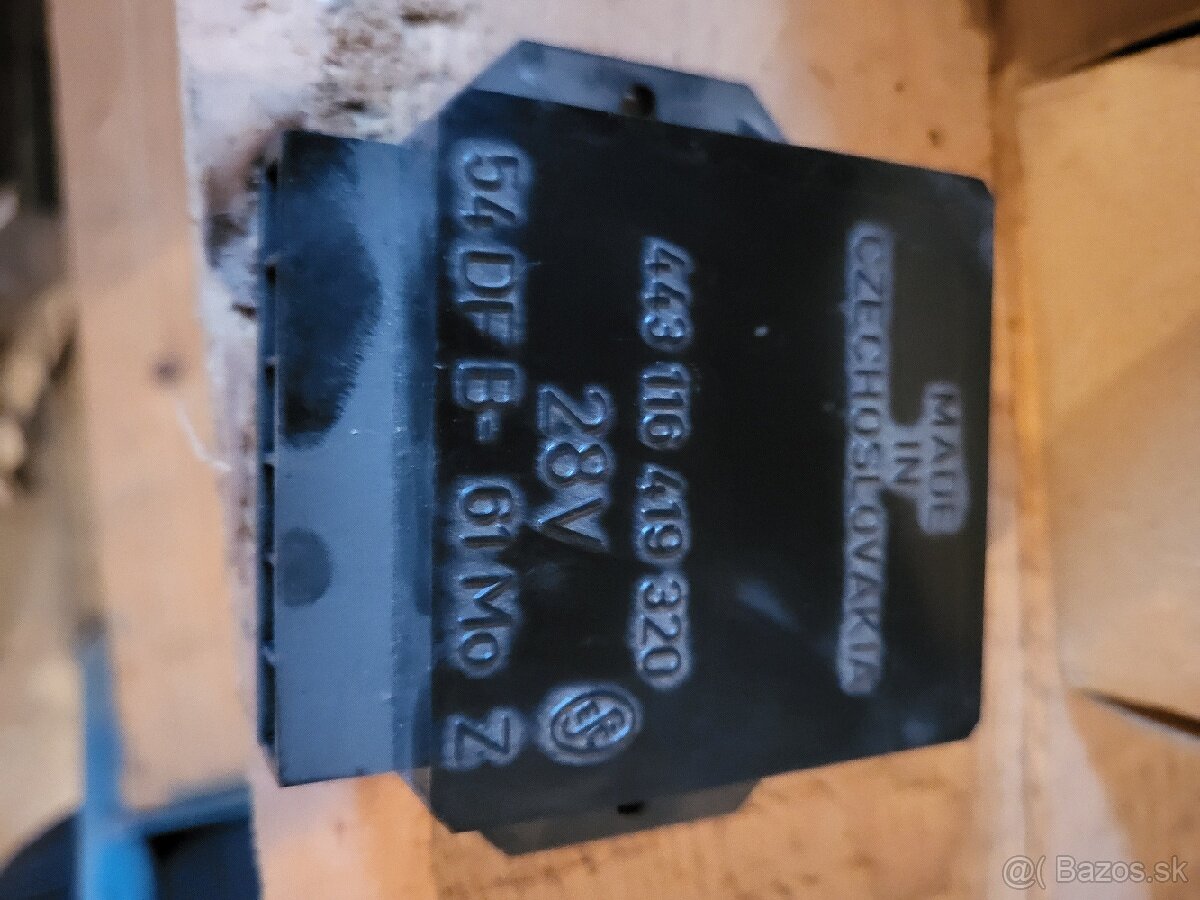 MADE
IN
CZECHOSLOVAKIA
443 116 419 320
28V
54 DF B- 61 Mo Z
@( Bazos.sk